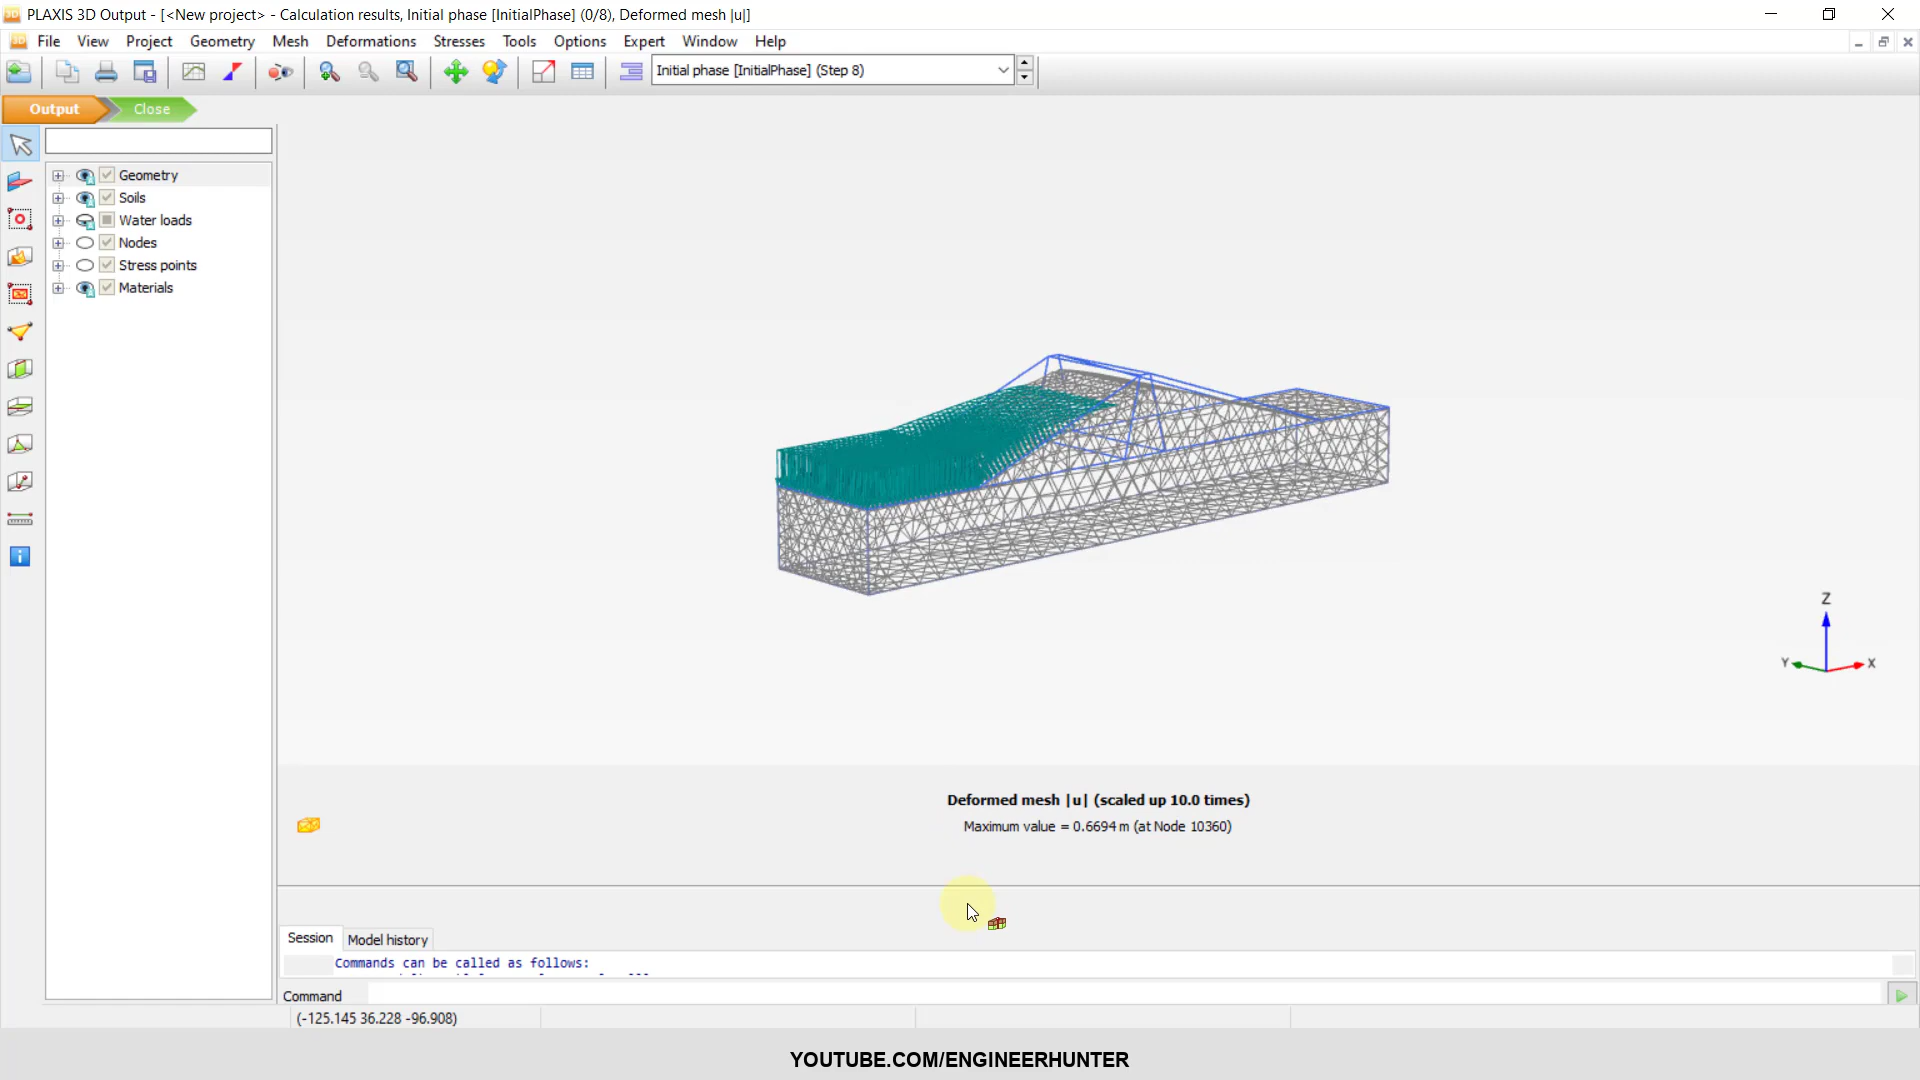 PLAXIS 3D Output - [<New project> - Calculation results, Initial phase [InitialPhase] (0/8), Deformed mesh |u|]
File View Project Geometry Mesh Deformations Stresses Tools Options Expert Window Help
Initial phase [InitialPhase] (Step 8)
Output Close
Geometry
Soils
Water loads
Nodes
Stress points
Materials
Z
Y X
Deformed mesh |u| (scaled up 10.0 times)
Maximum value = 0.6694 m (at Node 10360)
Session Model history
Commands can be called as follows:
Command
(-125.145 36.228 -96.908)
YOUTUBE.COM/ENGINEERHUNTER